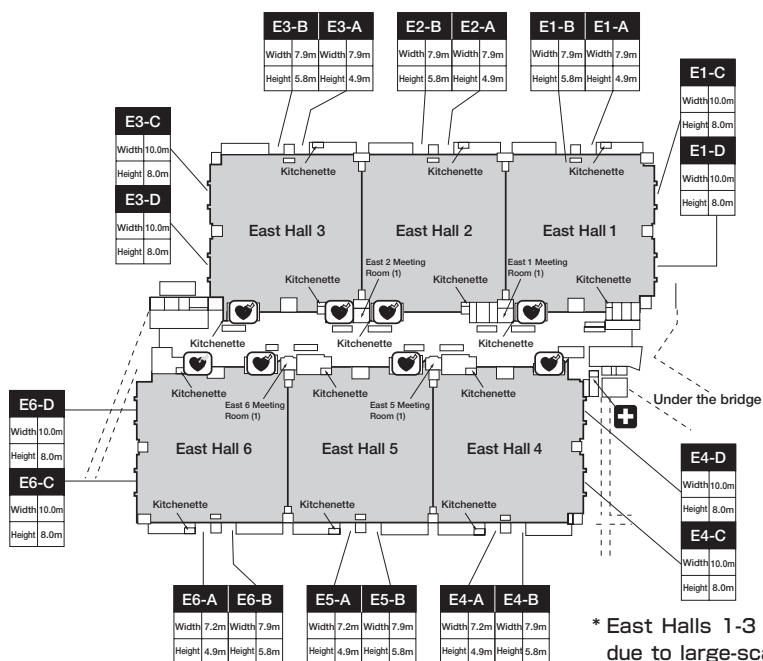 E3-B E3-A
Width 7.9m Width 7.9m
Height 5.8m Height 4.9m
E2-B E2-A
Width 7.9m Width 7.9m
Height 5.8m Height 4.9m
E1-B E1-A
Width 7.9m Width 7.9m
Height 5.8m Height 4.9m
E1-C
Width 10.0m
Height 8.0m
E1-D
Width 10.0m
Height 8.0m
E3-C
Width 10.0m
Height 8.0m
E3-D
Width 10.0m
Height 8.0m
Kitchenette
Kitchenette
Kitchenette
East Hall 3
East Hall 2
East Hall 1
East 2 Meeting
Room (1)
East 1 Meeting
Room (1)
Kitchenette
Kitchenette
Kitchenette
Kitchenette
Kitchenette
Kitchenette
Kitchenette
Kitchenette
Kitchenette
East 6 Meeting
Room (1)
East 5 Meeting
Room (1)
Under the bridge
East Hall 6
East Hall 5
East Hall 4
Kitchenette
Kitchenette
Kitchenette
E6-D
Width 10.0m
Height 8.0m
E6-C
Width 10.0m
Height 8.0m
E4-D
Width 10.0m
Height 8.0m
E4-C
Width 10.0m
Height 8.0m
E6-A E6-B
Width 7.2m Width 7.9m
Height 4.9m Height 5.8m
E5-A E5-B
Width 7.2m Width 7.9m
Height 4.9m Height 5.8m
E4-A E4-B
Width 7.2m Width 7.9m
Height 4.9m Height 5.8m
* East Halls 1-3
due to large-sca